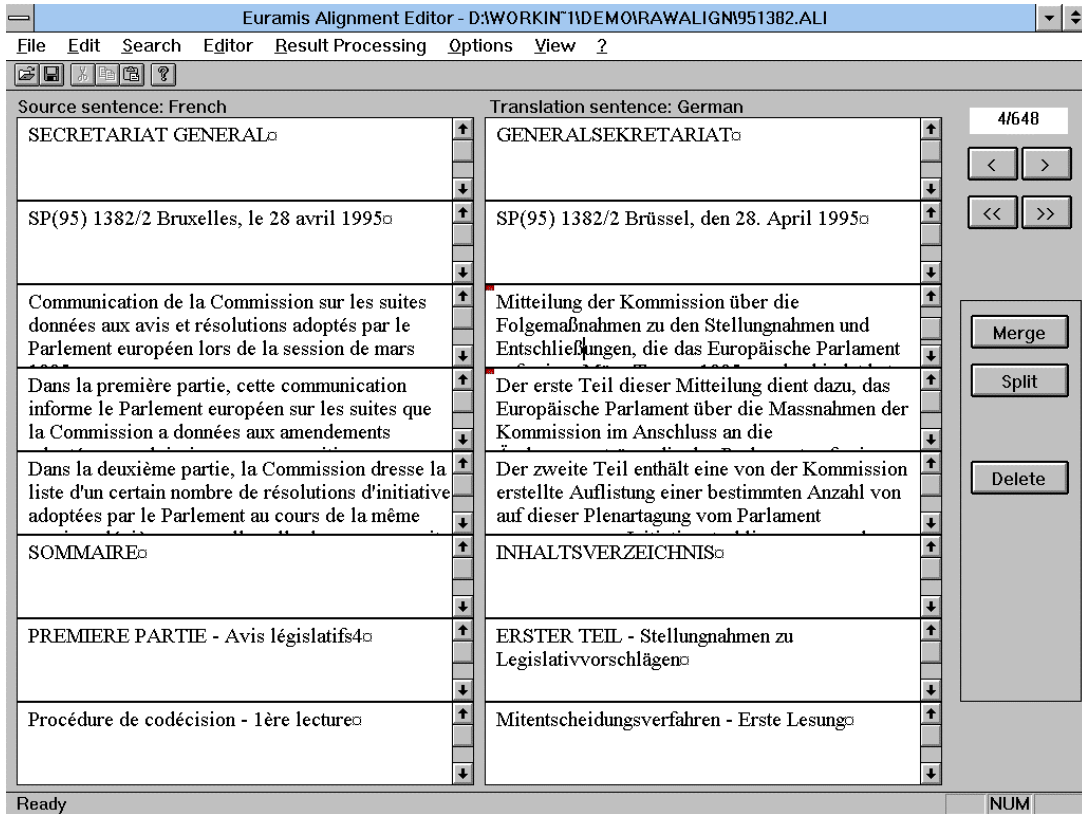 Euramis Alignment Editor - D:\WORKIN~1\DEMO\RAWALIGN\951382.ALI
File Edit Search Editor Result Processing Options View ?
Source sentence: French
Translation sentence: German
4/648
SECRETARIAT GENERAL¤
GENERALSEKRETARIAT¤
< >
SP(95) 1382/2 Bruxelles, le 28 avril 1995¤
SP(95) 1382/2 Brüssel, den 28. April 1995¤
<< >>
Communication de la Commission sur les suites
données aux avis et résolutions adoptés par le
Parlement européen lors de la session de mars
Mitteilung der Kommission über die
Folgemaßnahmen zu den Stellungnahmen und
Entschließungen, die das Europäische Parlament
Merge
Dans la première partie, cette communication
informe le Parlement européen sur les suites que
la Commission a données aux amendements
Der erste Teil dieser Mitteilung dient dazu, das
Europäische Parlament über die Massnahmen der
Kommission im Anschluss an die
Split
Dans la deuxième partie, la Commission dresse la
liste d'un certain nombre de résolutions d'initiative
adoptées par le Parlement au cours de la même
Der zweite Teil enthält eine von der Kommission
erstellte Auflistung einer bestimmten Anzahl von
auf dieser Plenartagung vom Parlament
Delete
SOMMAIRE¤
INHALTSVERZEICHNIS¤
PREMIERE PARTIE - Avis législatifs4¤
ERSTER TEIL - Stellungnahmen zu
Legislativvorschlägen¤
Procédure de codécision - 1ère lecture¤
Mitentscheidungsverfahren - Erste Lesung¤
Ready
NUM